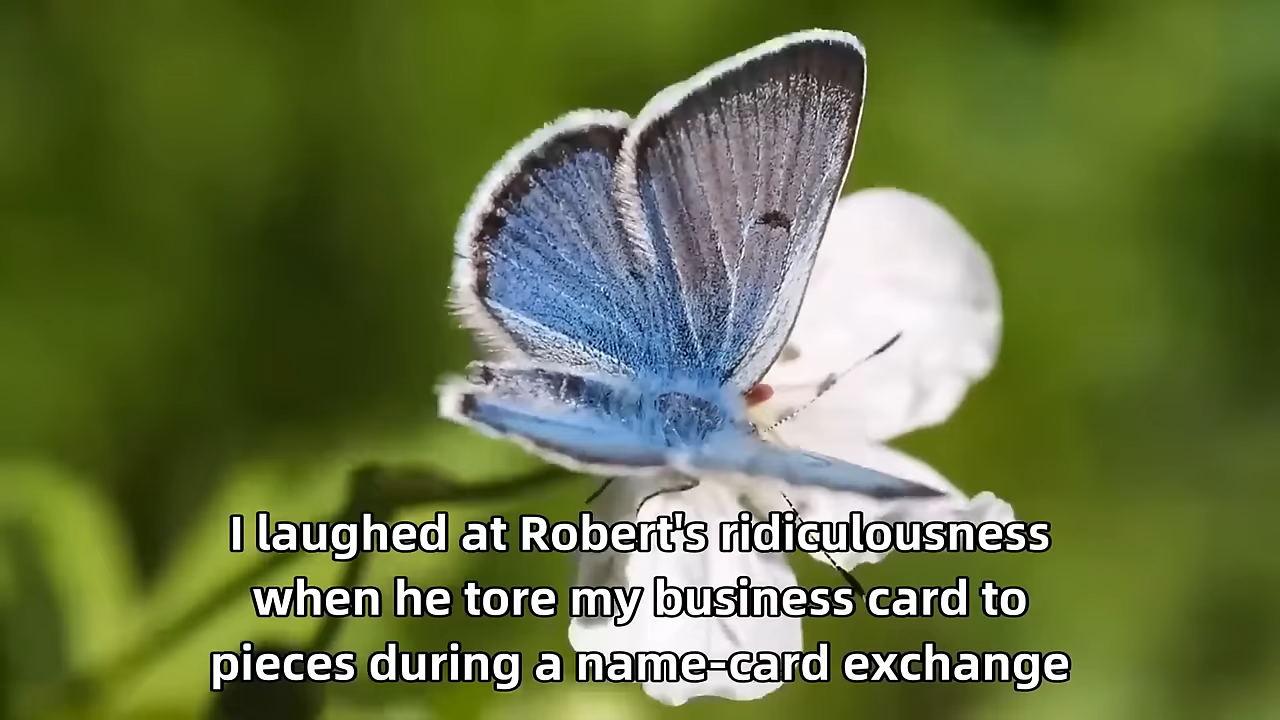 I laughed at Robert's ridiculousness
when he tore my business card to
pieces during a name-card exchange